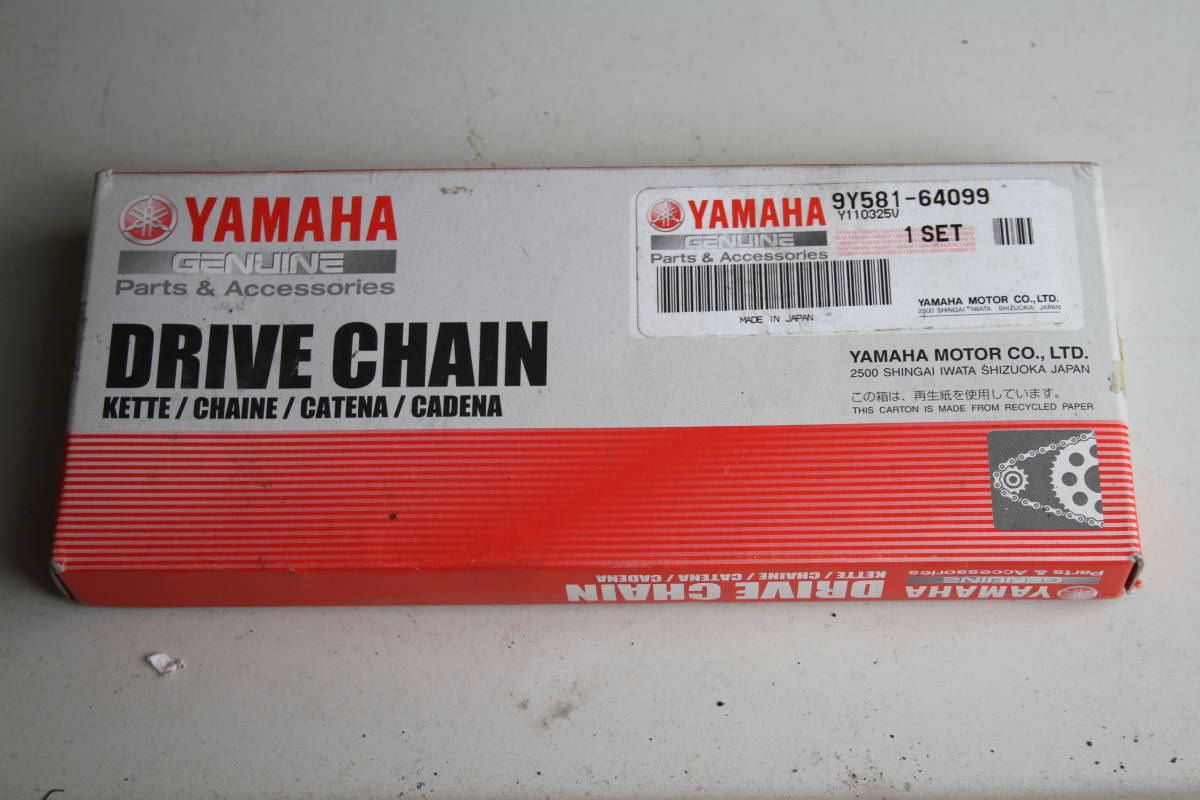 YAMAHA
GENUINE
Parts & Accessories
DRIVE CHAIN
KETTE / CHAINE / CATENA / CADENA
YAMAHA 9Y581-64099
Y110325V
GENUINE 1 SET
Parts & Accessories
MADE IN JAPAN
YAMAHA MOTOR CO., LTD.
2500 SHINGAI IWATA SHIZUOKA JAPAN
YAMAHA MOTOR CO., LTD.
2500 SHINGAI IWATA SHIZUOKA JAPAN
この箱は、再生紙を使用しています。
THIS CARTON IS MADE FROM RECYCLED PAPER
YAMAHA
GENUINE
Parts & Accessories
DRIVE CHAIN
KETTE / CHAINE / CATENA / CADENA